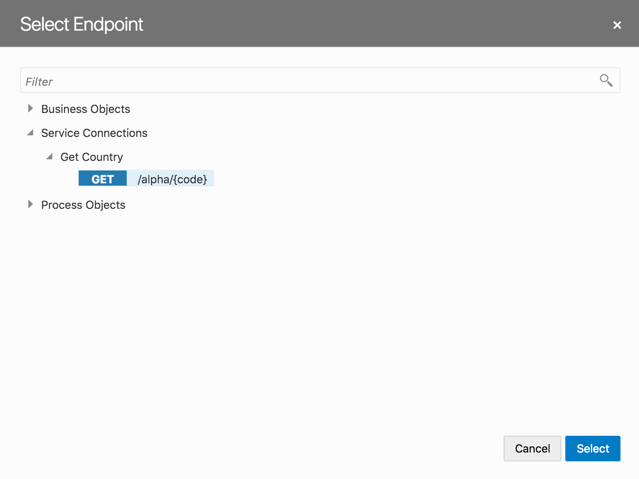 Select Endpoint ×
Filter
Business Objects
Service Connections
Get Country
GET /alpha/{code}
Process Objects
Cancel Select